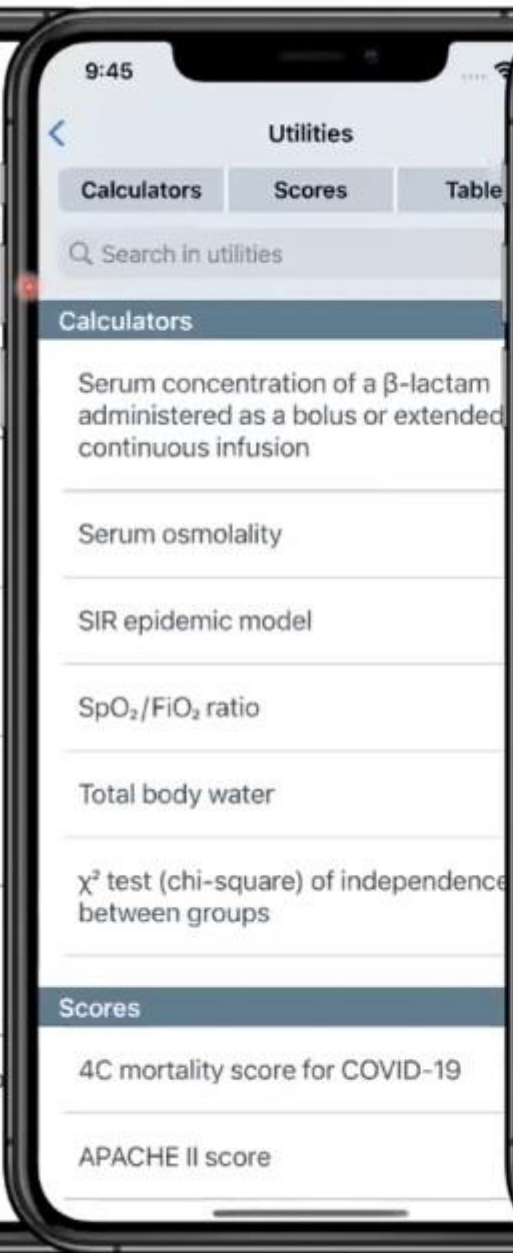 9:45
Utilities
Calculators Scores Table
Search in utilities
Calculators
Serum concentration of a β-lactam
administered as a bolus or extended
continuous infusion
Serum osmolality
SIR epidemic model
SpO₂/FiO₂ ratio
Total body water
χ² test (chi-square) of independence
between groups
Scores
4C mortality score for COVID-19
APACHE II score